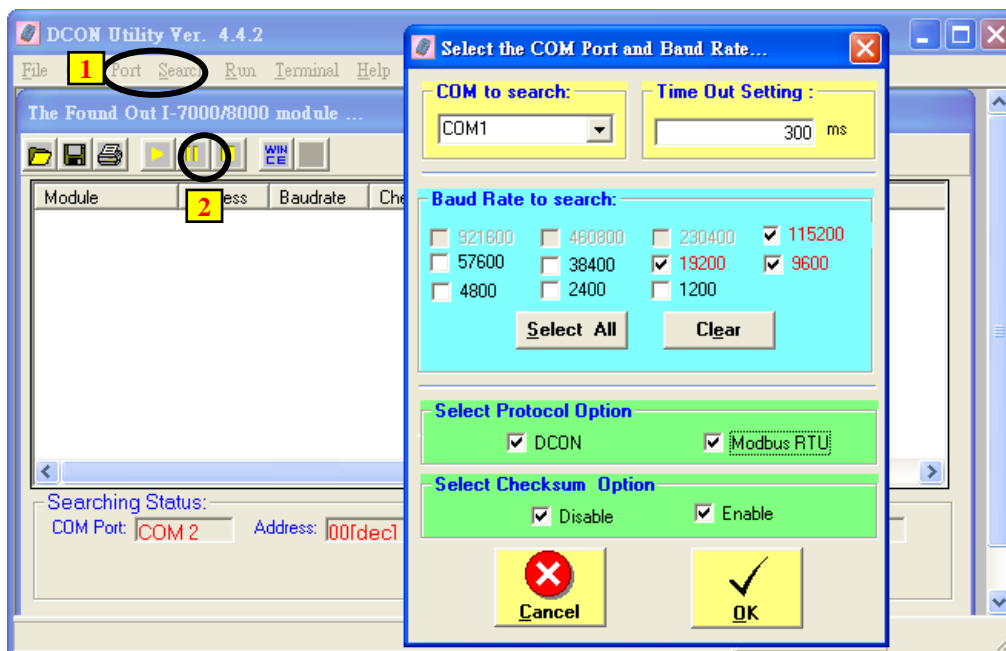 DCON Utility Ver. 4.4.2
File 1 Port Search Run Terminal Help
The Found Out I-7000/8000 module ...
WIN CE
2
Module Baudrate
Searching Status:
COM Port: COM 2 Address: 00[dec]
Select the COM Port and Baud Rate...
COM to search: Time Out Setting :
COM1 300 ms
Baud Rate to search:
921600 460800 230400 115200
57600 38400 19200 9600
4800 2400 1200
Select All Clear
Select Protocol Option
DCON Modbus RTU
Select Checksum Option
Disable Enable
Cancel OK